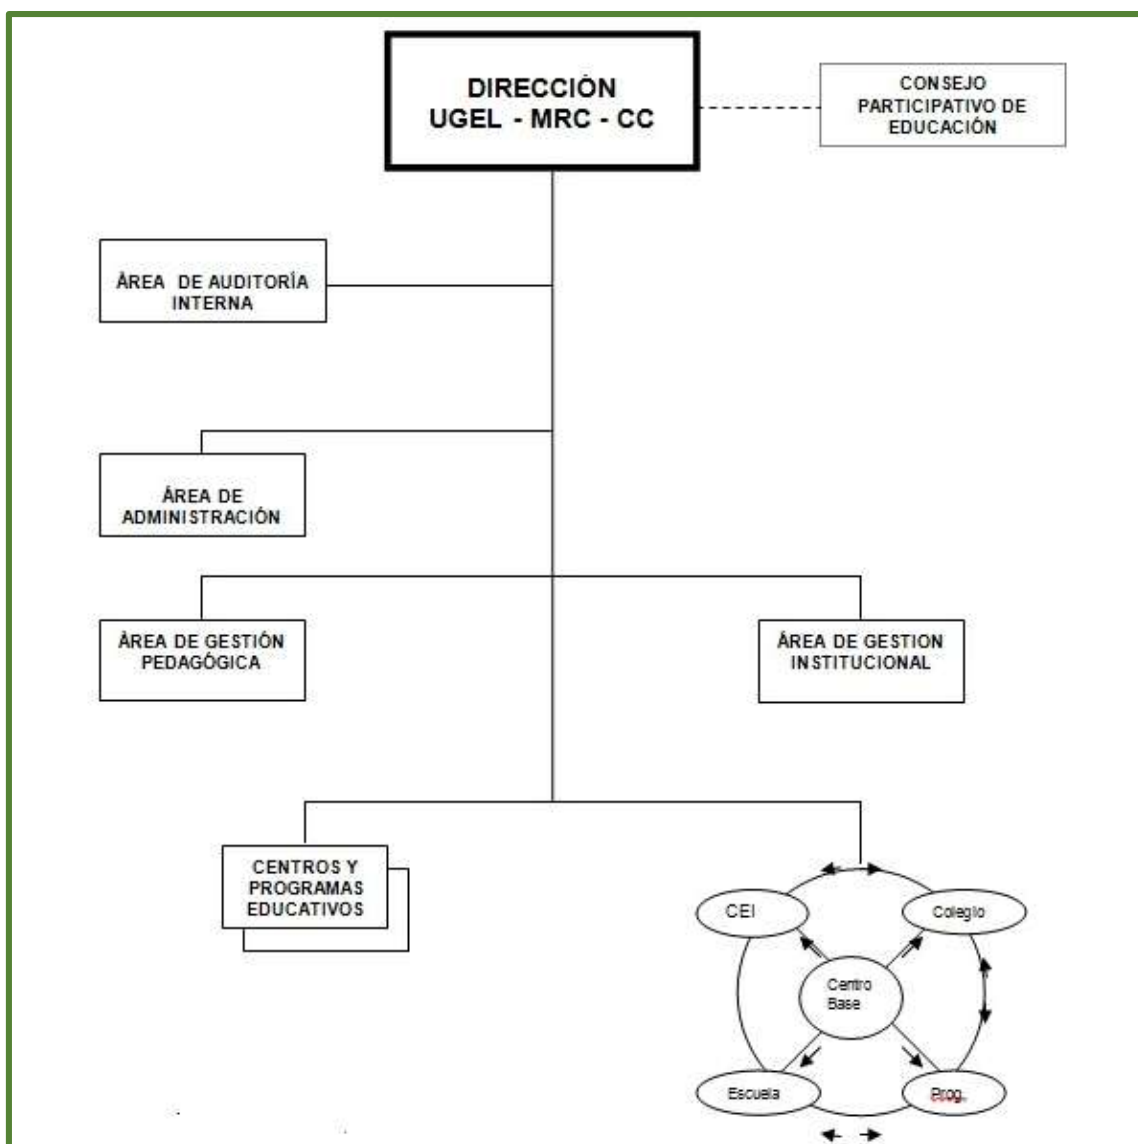 DIRECCIÓN
UGEL - MRC - CC
CONSEJO
PARTICIPATIVO DE
EDUCACIÓN
ÁREA DE AUDITORÍA
INTERNA
ÁREA DE
ADMINISTRACIÓN
ÁREA DE GESTIÓN
PEDAGÓGICA
ÁREA DE GESTION
INSTITUCIONAL
CENTROS Y
PROGRAMAS
EDUCATIVOS
CEI
Colegio
Centro
Base
Escuela
Prog.